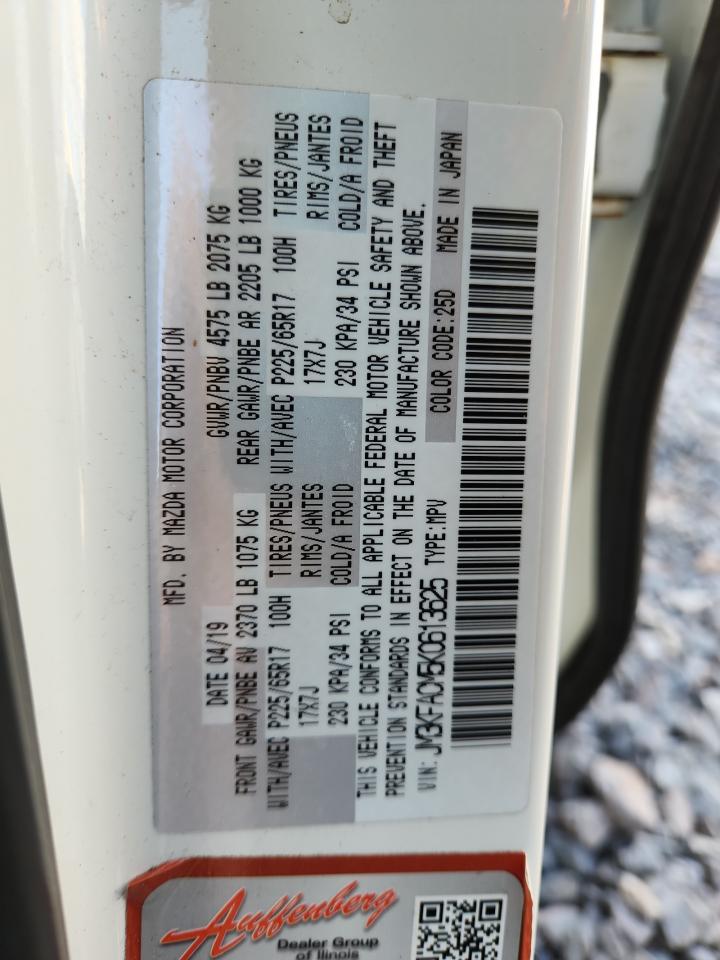 MFD. BY MAZDA MOTOR CORPORATION
DATE 04/19 GVWR/PNBV 4575 LB 2075 KG
FRONT GAWR/PNBE AV 2370 LB 1075 KG REAR GAWR/PNBE AR 2205 LB 1000 KG
WITH/AVEC P225/65R17 100H TIRES/PNEUS WITH/AVEC P225/65R17 100H TIRES/PNEUS
17X7J RIMS/JANTES 17X7J RIMS/JANTES
230 KPA/34 PSI COLD/A FROID 230 KPA/34 PSI COLD/A FROID
THIS VEHICLE CONFORMS TO ALL APPLICABLE FEDERAL MOTOR VEHICLE SAFETY AND THEFT
PREVENTION STANDARDS IN EFFECT ON THE DATE OF MANUFACTURE SHOWN ABOVE.
VIN: JM3KFACM5K0613625 TYPE:MPV COLOR CODE:25D MADE IN JAPAN
Auffenberg
Dealer Group
of Illinois